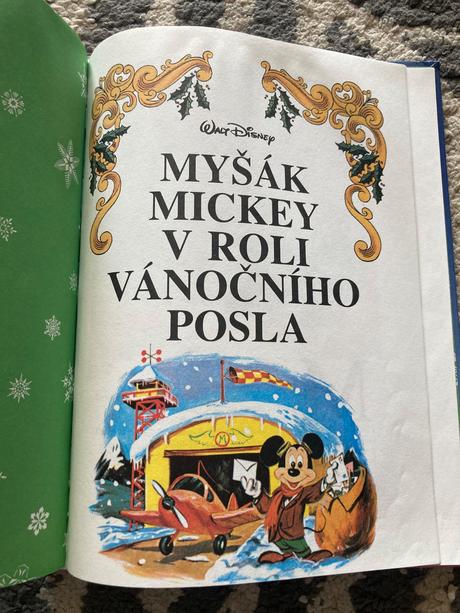 Walt Disney
MYŠÁK
MICKEY
V ROLI
VÁNOČNÍHO
POSLA
M